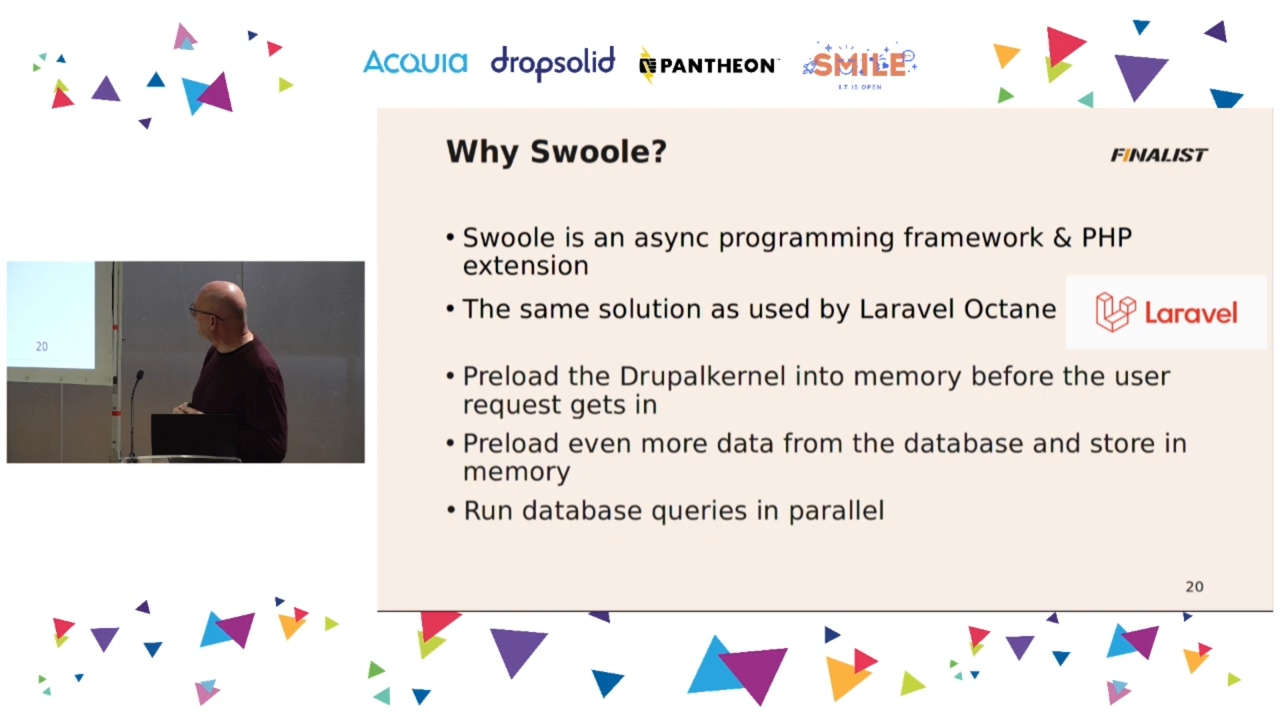 ACQUIA dropsolid PANTHEON SMILE
I.T IS OPEN
Why Swoole?
FINALIST
• Swoole is an async programming framework & PHP
extension
• The same solution as used by Laravel Octane
Laravel
• Preload the Drupalkernel into memory before the user
request gets in
• Preload even more data from the database and store in
memory
• Run database queries in parallel
20
20